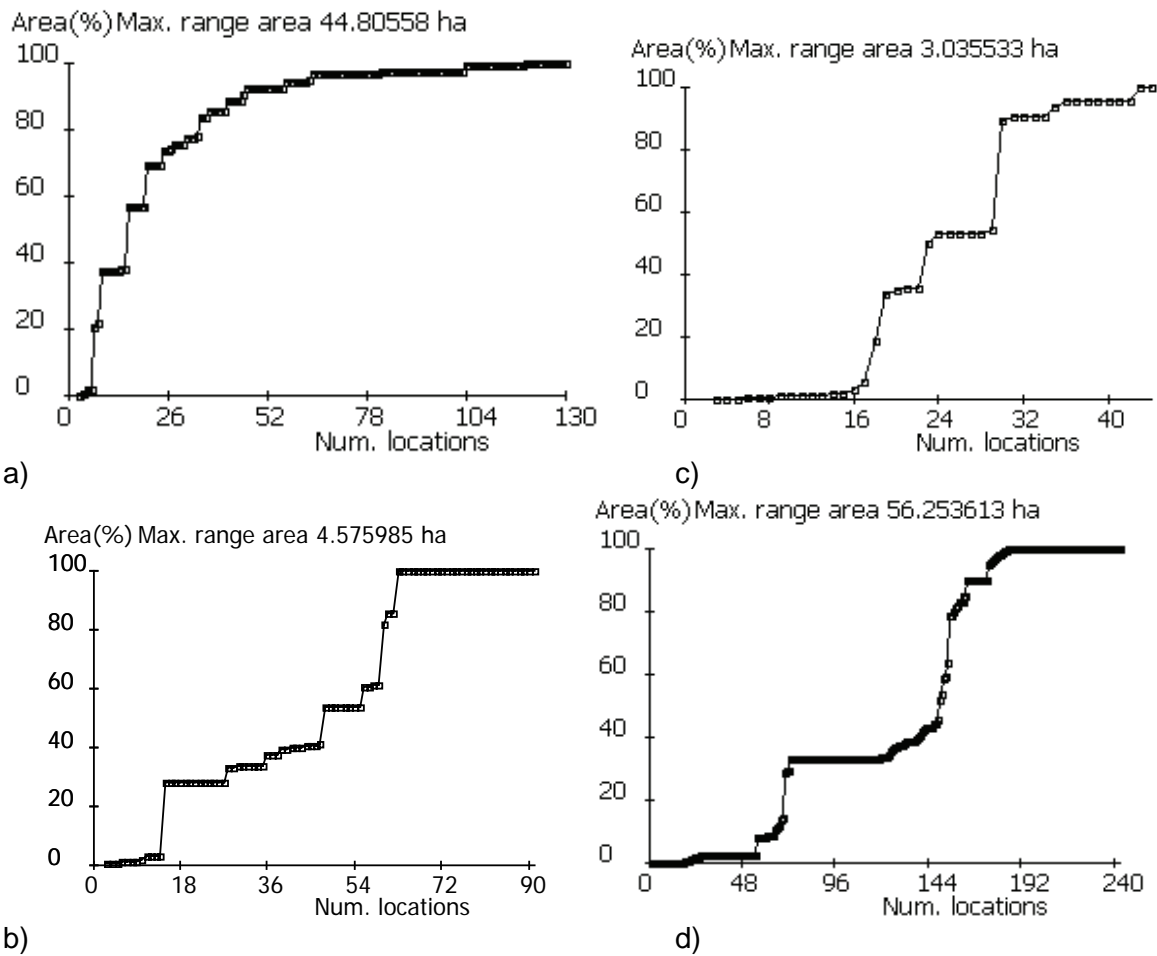 Area(%) Max. range area 44.80558 ha
100
80
60
40
20
0
0 26 52 78 104 130
Num. locations
a)
Area(%) Max. range area 3.035533 ha
100
80
60
40
20
0
0 8 16 24 32 40
Num. locations
c)
Area(%) Max. range area 4.575985 ha
100
80
60
40
20
0
0 18 36 54 72 90
Num. locations
b)
Area(%) Max. range area 56.253613 ha
100
80
60
40
20
0
0 48 96 144 192 240
Num. locations
d)